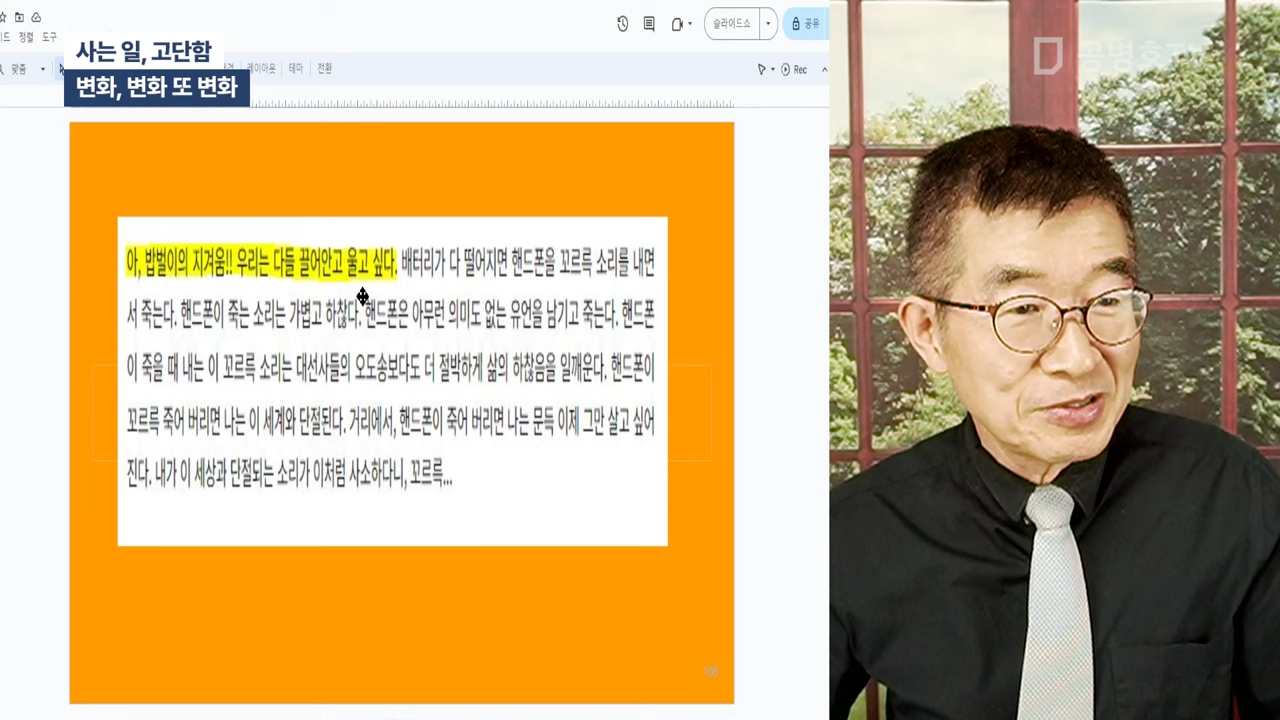 사는 일, 고단함
변화, 변화 또 변화
정렬 도구
슬라이드쇼
공유
맞춤
레이아웃 테마 전환
Rec
공병호TV
아, 밥벌이의 지겨움!! 우리는 다들 끌어안고 울고 싶다. 배터리가 다 떨어지면 핸드폰을 꼬르륵 소리를 내면
서 죽는다. 핸드폰이 죽는 소리는 가볍고 하찮다. 핸드폰은 아무런 의미도 없는 유언을 남기고 죽는다. 핸드폰
이 죽을 때 내는 이 꼬르륵 소리는 대선사들의 오도송보다도 더 절박하게 삶의 하찮음을 일깨운다. 핸드폰이
꼬르륵 죽어 버리면 나는 이 세계와 단절된다. 거리에서, 핸드폰이 죽어 버리면 나는 문득 이제 그만 살고 싶어
진다. 내가 이 세상과 단절되는 소리가 이처럼 사소하다니, 꼬르륵...